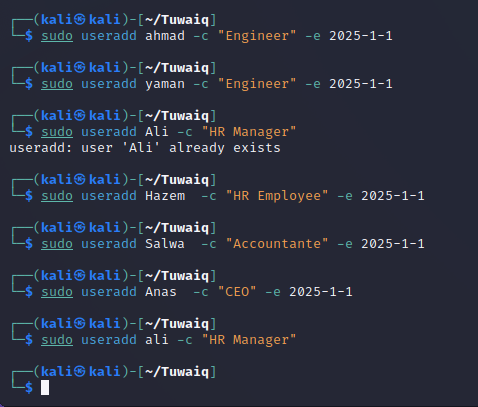 ┌──(kali㉿kali)-[~/Tuwaiq]
└─$ sudo useradd ahmad -c "Engineer" -e 2025-1-1
┌──(kali㉿kali)-[~/Tuwaiq]
└─$ sudo useradd yaman -c "Engineer" -e 2025-1-1
┌──(kali㉿kali)-[~/Tuwaiq]
└─$ sudo useradd Ali -c "HR Manager"
useradd: user 'Ali' already exists
┌──(kali㉿kali)-[~/Tuwaiq]
└─$ sudo useradd Hazem  -c "HR Employee" -e 2025-1-1
┌──(kali㉿kali)-[~/Tuwaiq]
└─$ sudo useradd Salwa  -c "Accountante" -e 2025-1-1
┌──(kali㉿kali)-[~/Tuwaiq]
└─$ sudo useradd Anas  -c "CEO" -e 2025-1-1
┌──(kali㉿kali)-[~/Tuwaiq]
└─$ sudo useradd ali -c "HR Manager"
┌──(kali㉿kali)-[~/Tuwaiq]
└─$